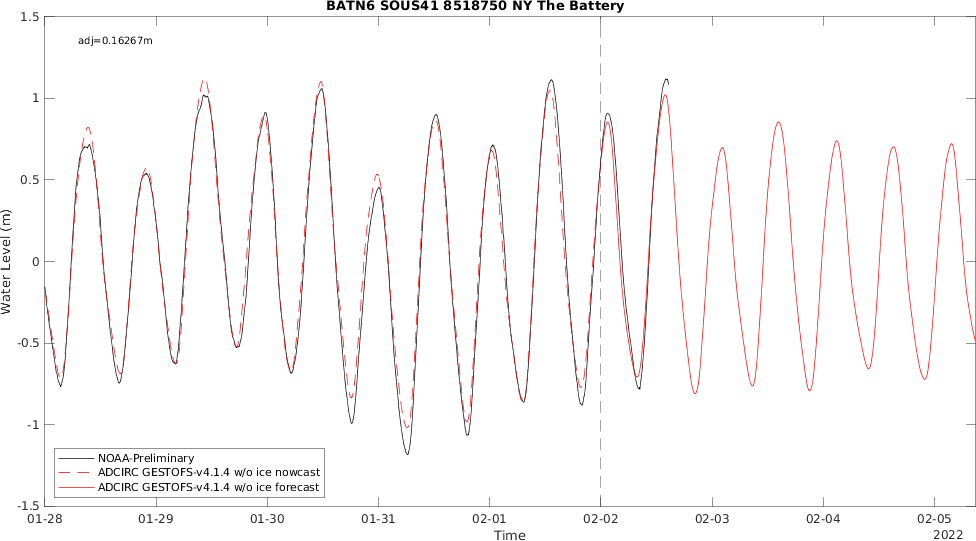 BATN6 SOUS41 8518750 NY The Battery
adj=0.16267m
1.5
1
0.5
0
-0.5
-1
-1.5
Water Level (m)
NOAA-Preliminary
ADCIRC GESTOFS-v4.1.4 w/o ice nowcast
ADCIRC GESTOFS-v4.1.4 w/o ice forecast
01-28 01-29 01-30 01-31 02-01 02-02 02-03 02-04 02-05
Time
2022